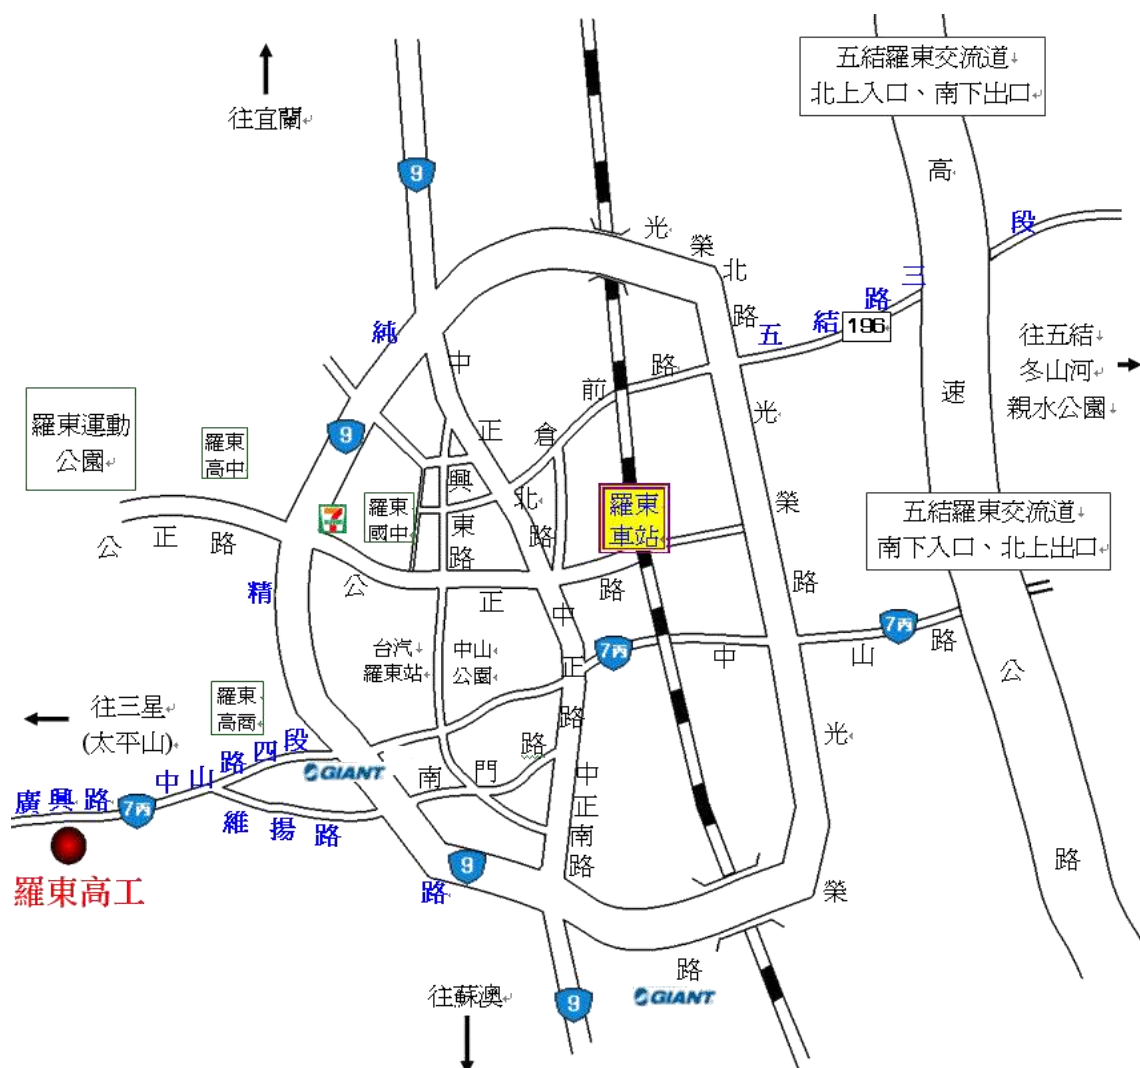 五結羅東交流道
北上入口、南下出口
往宜蘭
9
高速公路
五結路三段
196
往五結
冬山河
親水公園
光榮北路
純精路
中正北路
倉前路
羅東運動
公園
羅東
高中
9
7
羅東
國中
興東路
羅東
車站
光榮路
五結羅東交流道
南下入口、北上出口
公正路
公正路
台汽
羅東站
中山
公園
中正路
7丙
中山路
7丙
往三星
(太平山)
羅東
高商
中山路四段
GIANT
南門路
廣興路
7丙
維揚路
中正南路
9
光榮路
羅東高工
往蘇澳
9
GIANT